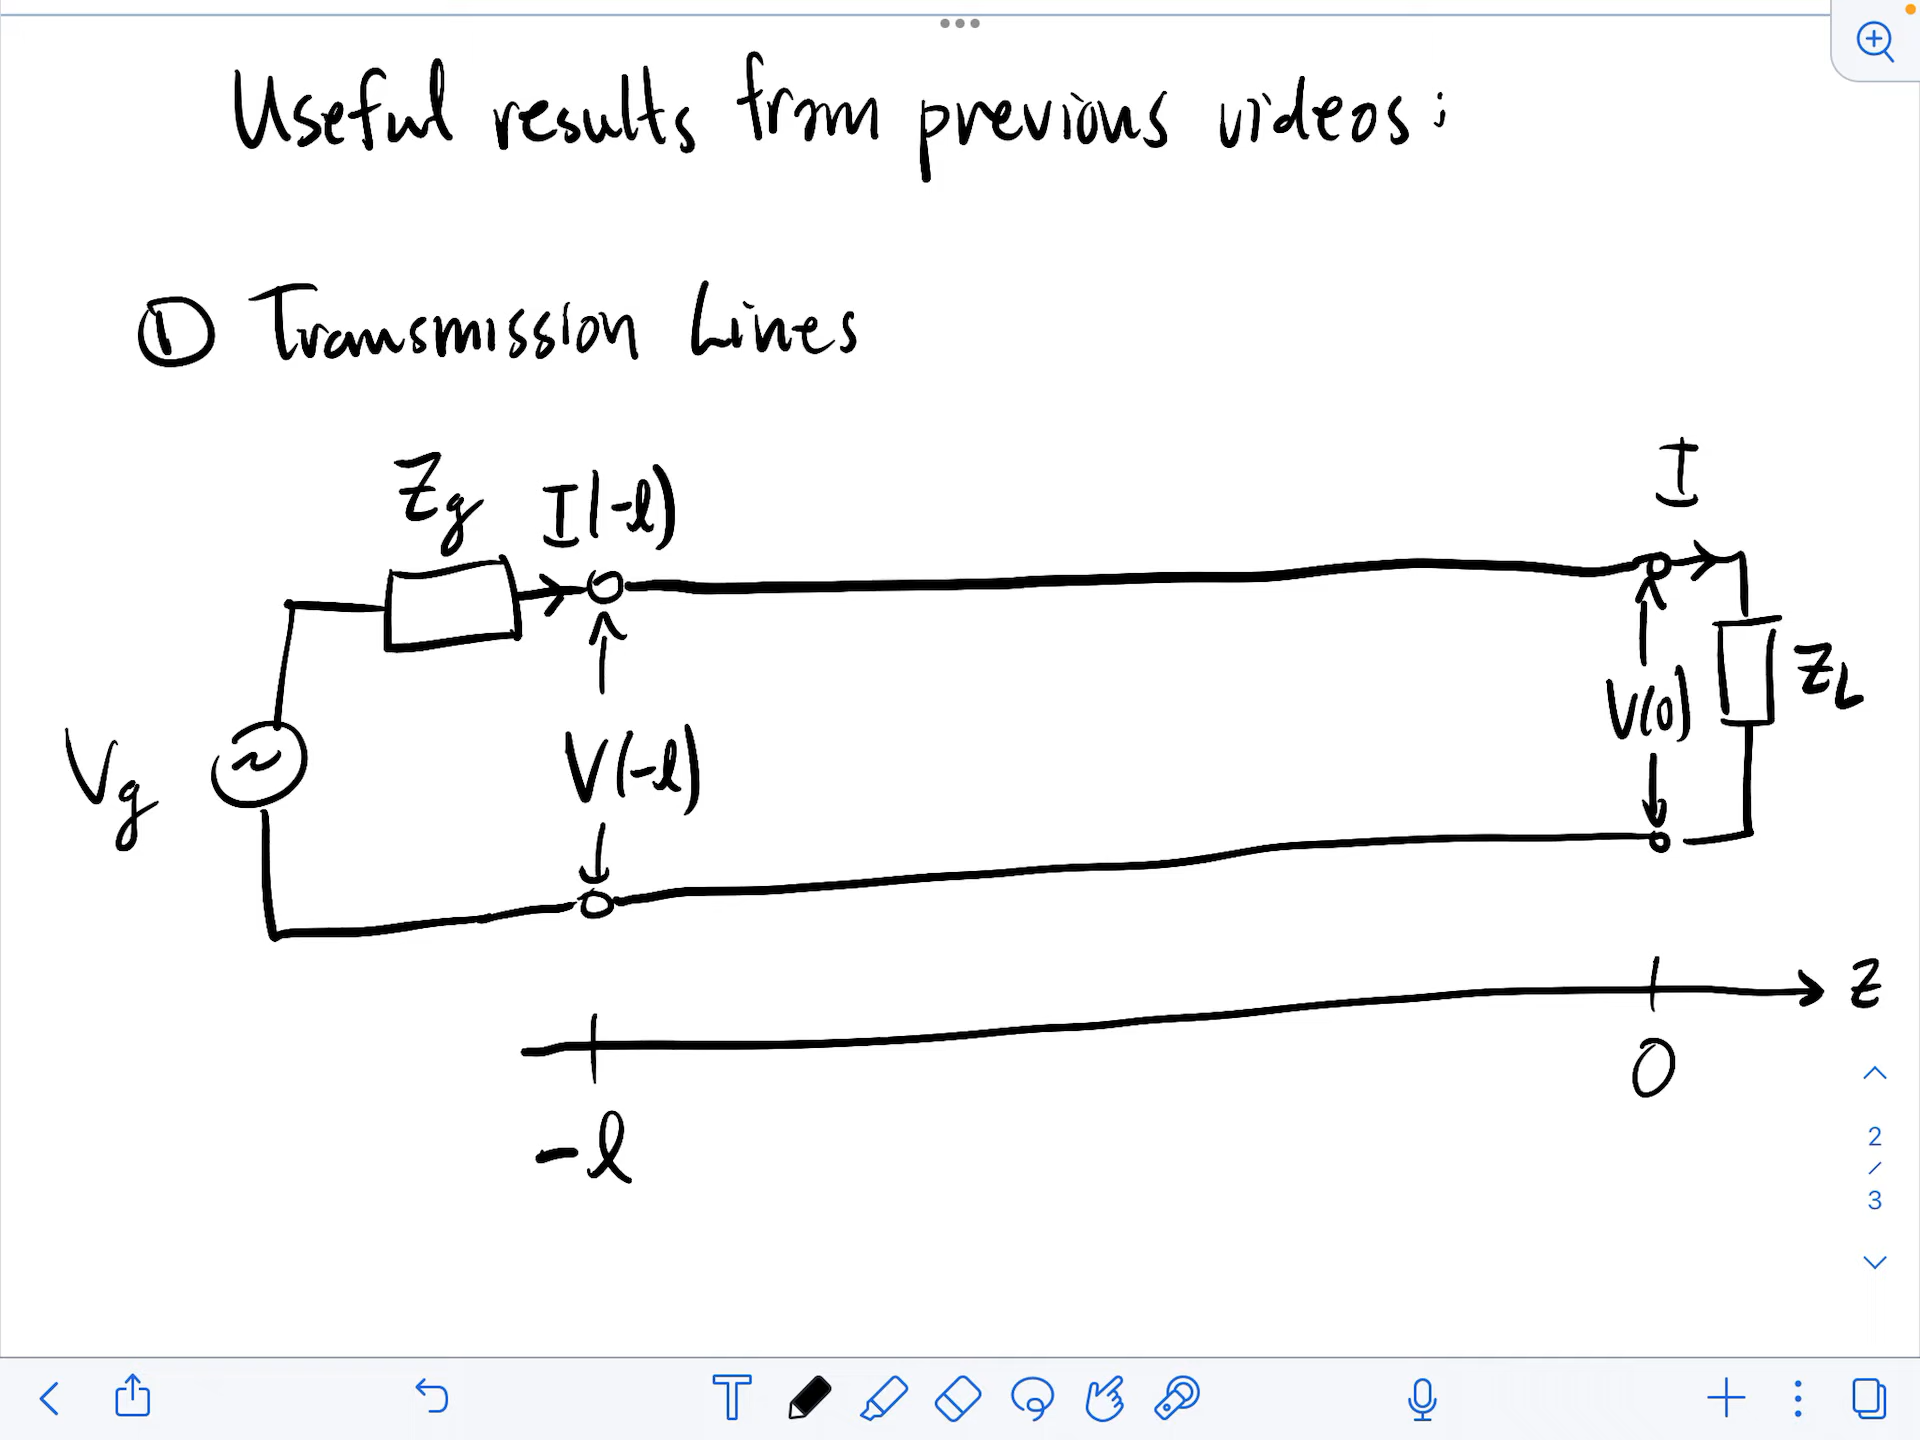 Useful results from previous videos:
① Transmission Lines
Zg I(-l) I
Vg V(-l) V(0) ZL
z
-l 0
2
/
3
T